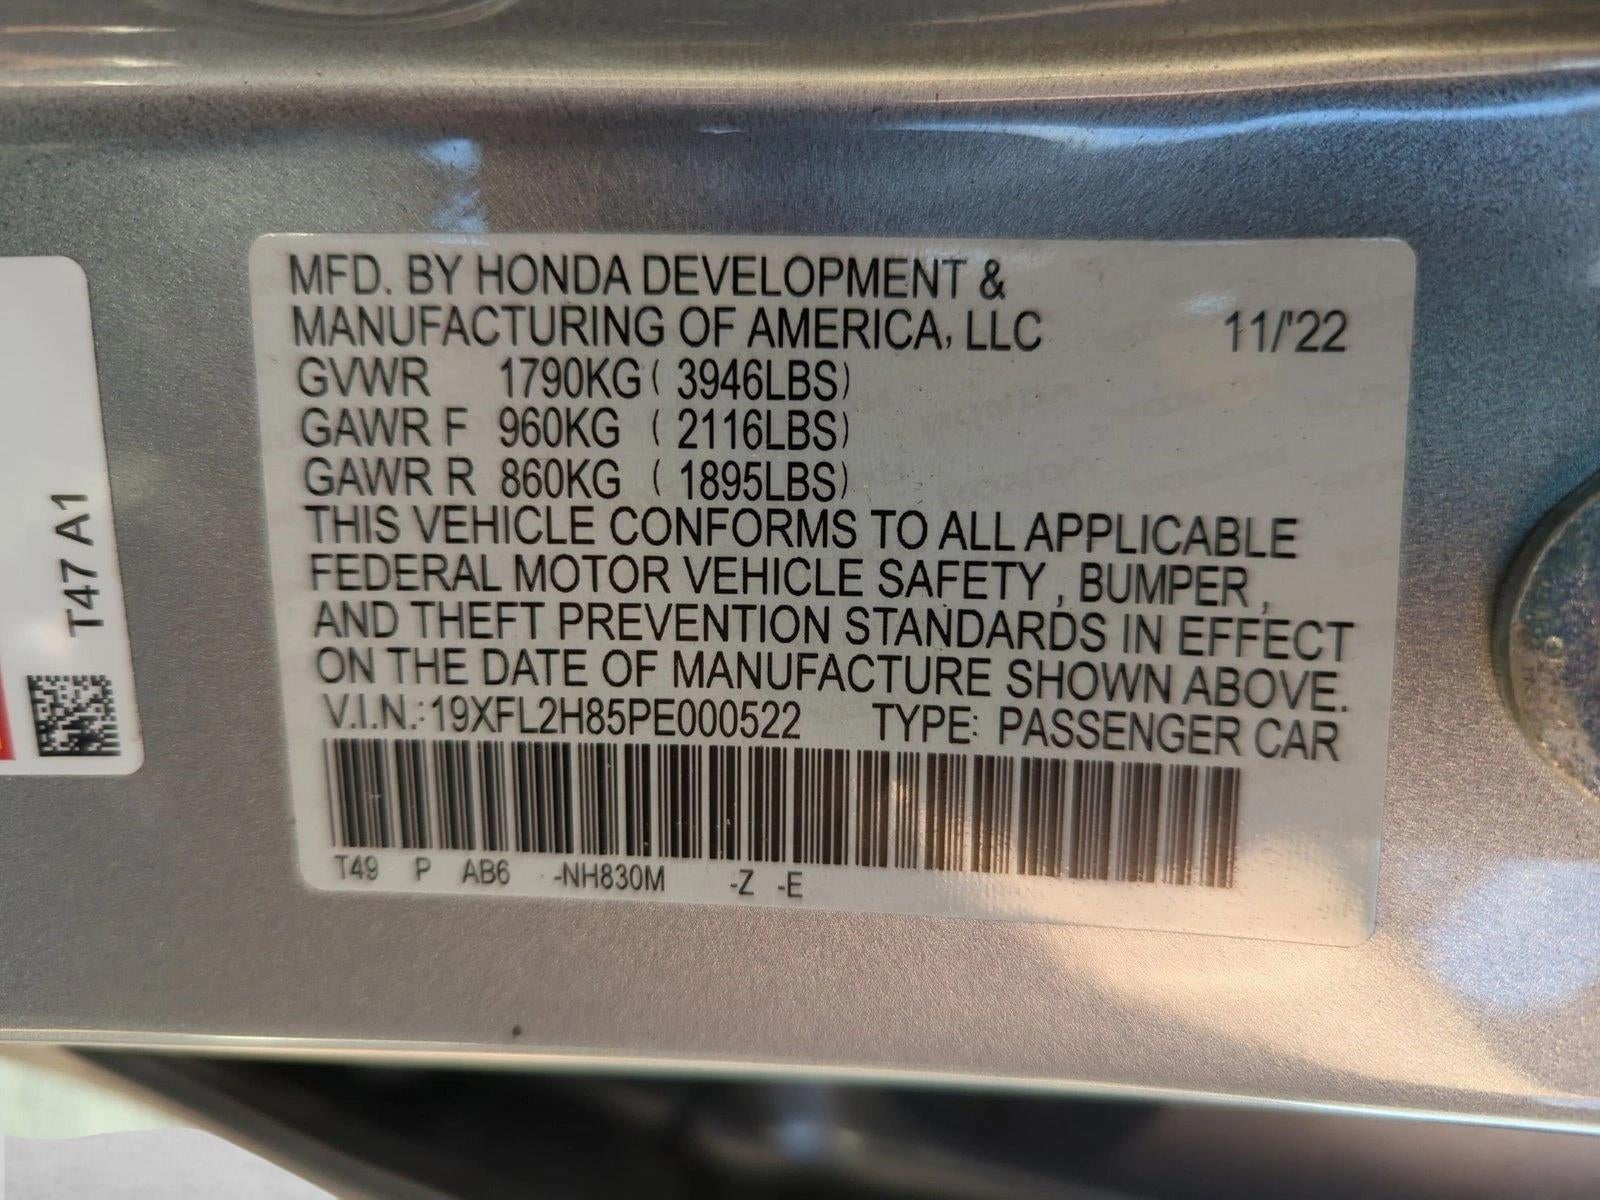 MFD. BY HONDA DEVELOPMENT &
MANUFACTURING OF AMERICA, LLC 11/'22
GVWR 1790KG ( 3946LBS)
GAWR F 960KG ( 2116LBS)
GAWR R 860KG ( 1895LBS)
THIS VEHICLE CONFORMS TO ALL APPLICABLE
FEDERAL MOTOR VEHICLE SAFETY , BUMPER ,
AND THEFT PREVENTION STANDARDS IN EFFECT
ON THE DATE OF MANUFACTURE SHOWN ABOVE.
V.I.N.: 19XFL2H85PE000522 TYPE: PASSENGER CAR
T49 P AB6 -NH830M -Z -E
T47 A1